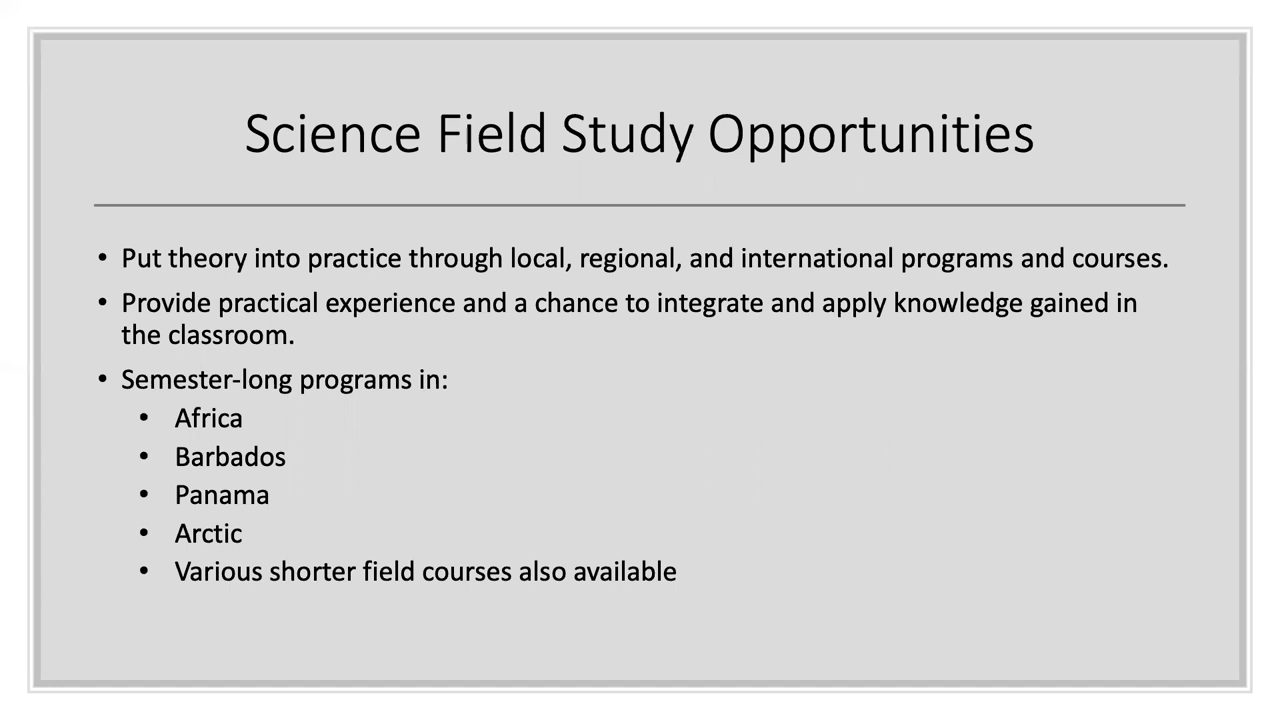 Science Field Study Opportunities
• Put theory into practice through local, regional, and international programs and courses.
• Provide practical experience and a chance to integrate and apply knowledge gained in
the classroom.
• Semester-long programs in:
• Africa
• Barbados
• Panama
• Arctic
• Various shorter field courses also available